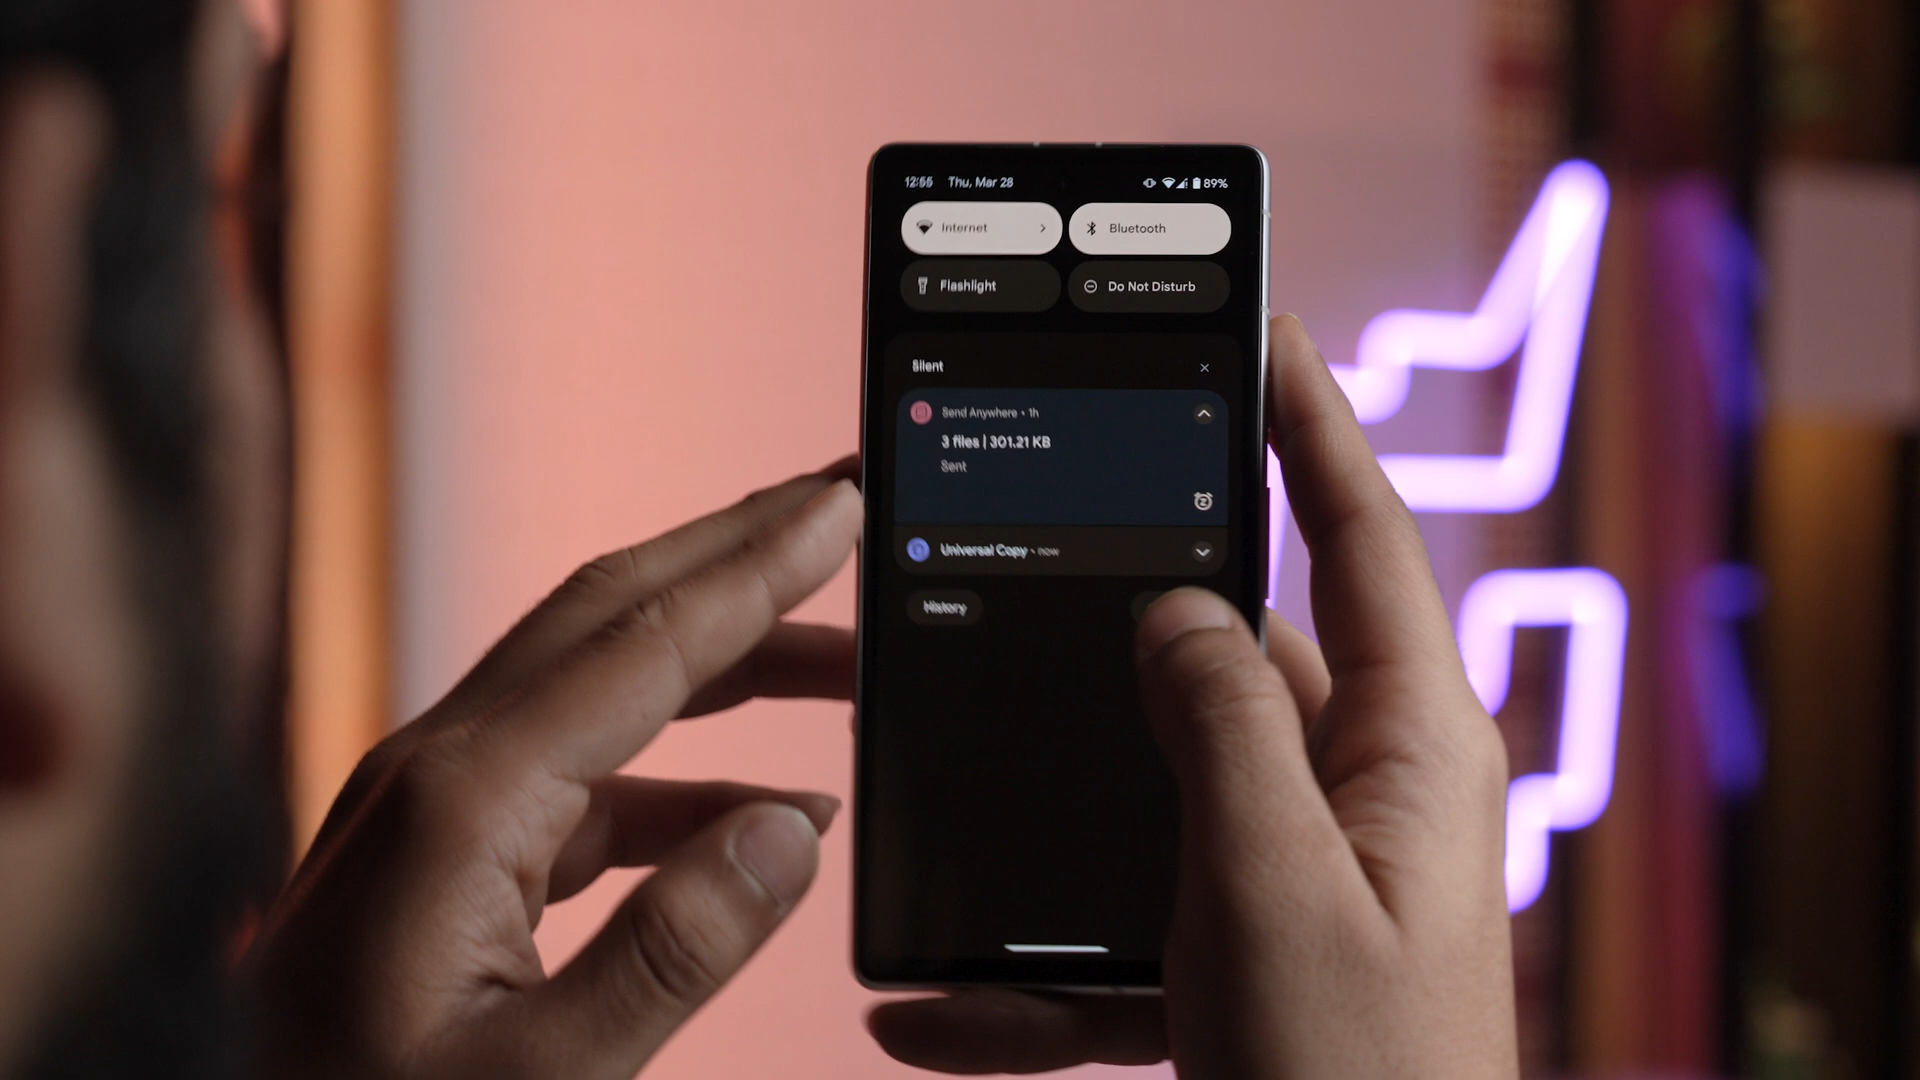 12:55 Thu, Mar 28 89%
Internet Bluetooth
Flashlight Do Not Disturb
Silent
Send Anywhere • 1h
3 files | 301.21 KB
Sent
Universal Copy • now
History